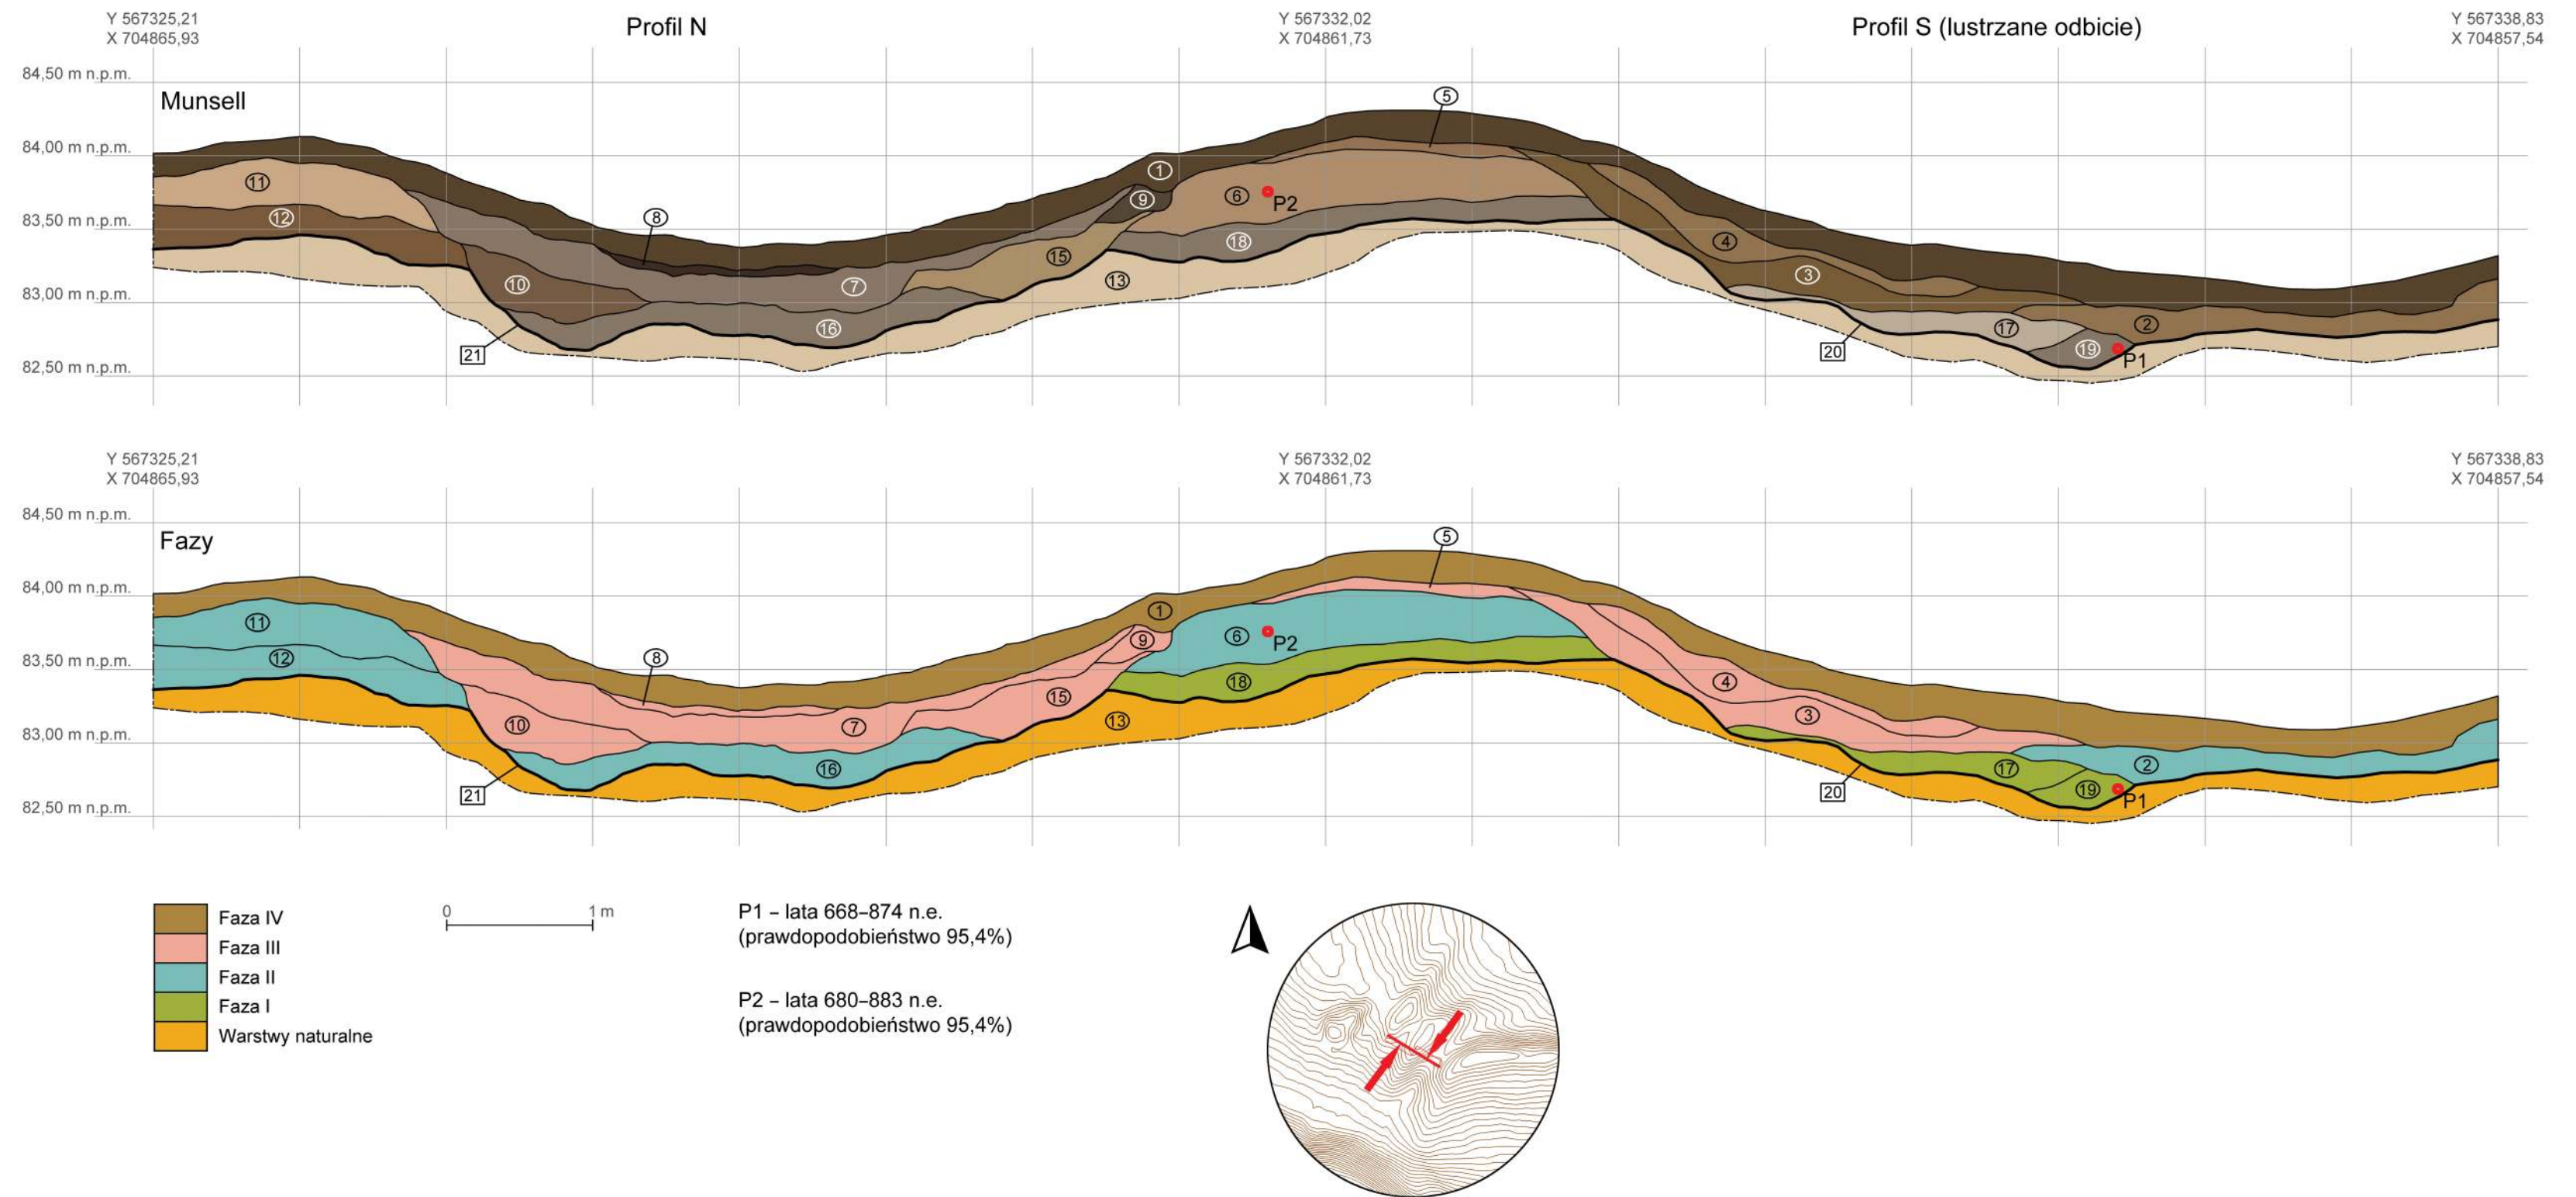 Y 567325,21
X 704865,93
Profil N
Y 567332,02
X 704861,73
Profil S (lustrzane odbicie)
Y 567338,83
X 704857,54
84,50 m n.p.m.
Munsell
5
84,00 m n.p.m.
11
1
9
6
P2
83,50 m n.p.m.
12
8
18
4
15
3
13
10
7
83,00 m n.p.m.
16
17
2
21
20
19
P1
82,50 m n.p.m.
Y 567325,21
X 704865,93
Y 567332,02
X 704861,73
Y 567338,83
X 704857,54
84,50 m n.p.m.
Fazy
5
84,00 m n.p.m.
11
1
9
6
P2
83,50 m n.p.m.
12
8
18
4
15
3
13
10
7
83,00 m n.p.m.
16
17
2
21
20
19
P1
82,50 m n.p.m.
Faza IV
Faza III
Faza II
Faza I
Warstwy naturalne
0 1 m
P1 – lata 668–874 n.e.
(prawdopodobieństwo 95,4%)
P2 – lata 680–883 n.e.
(prawdopodobieństwo 95,4%)